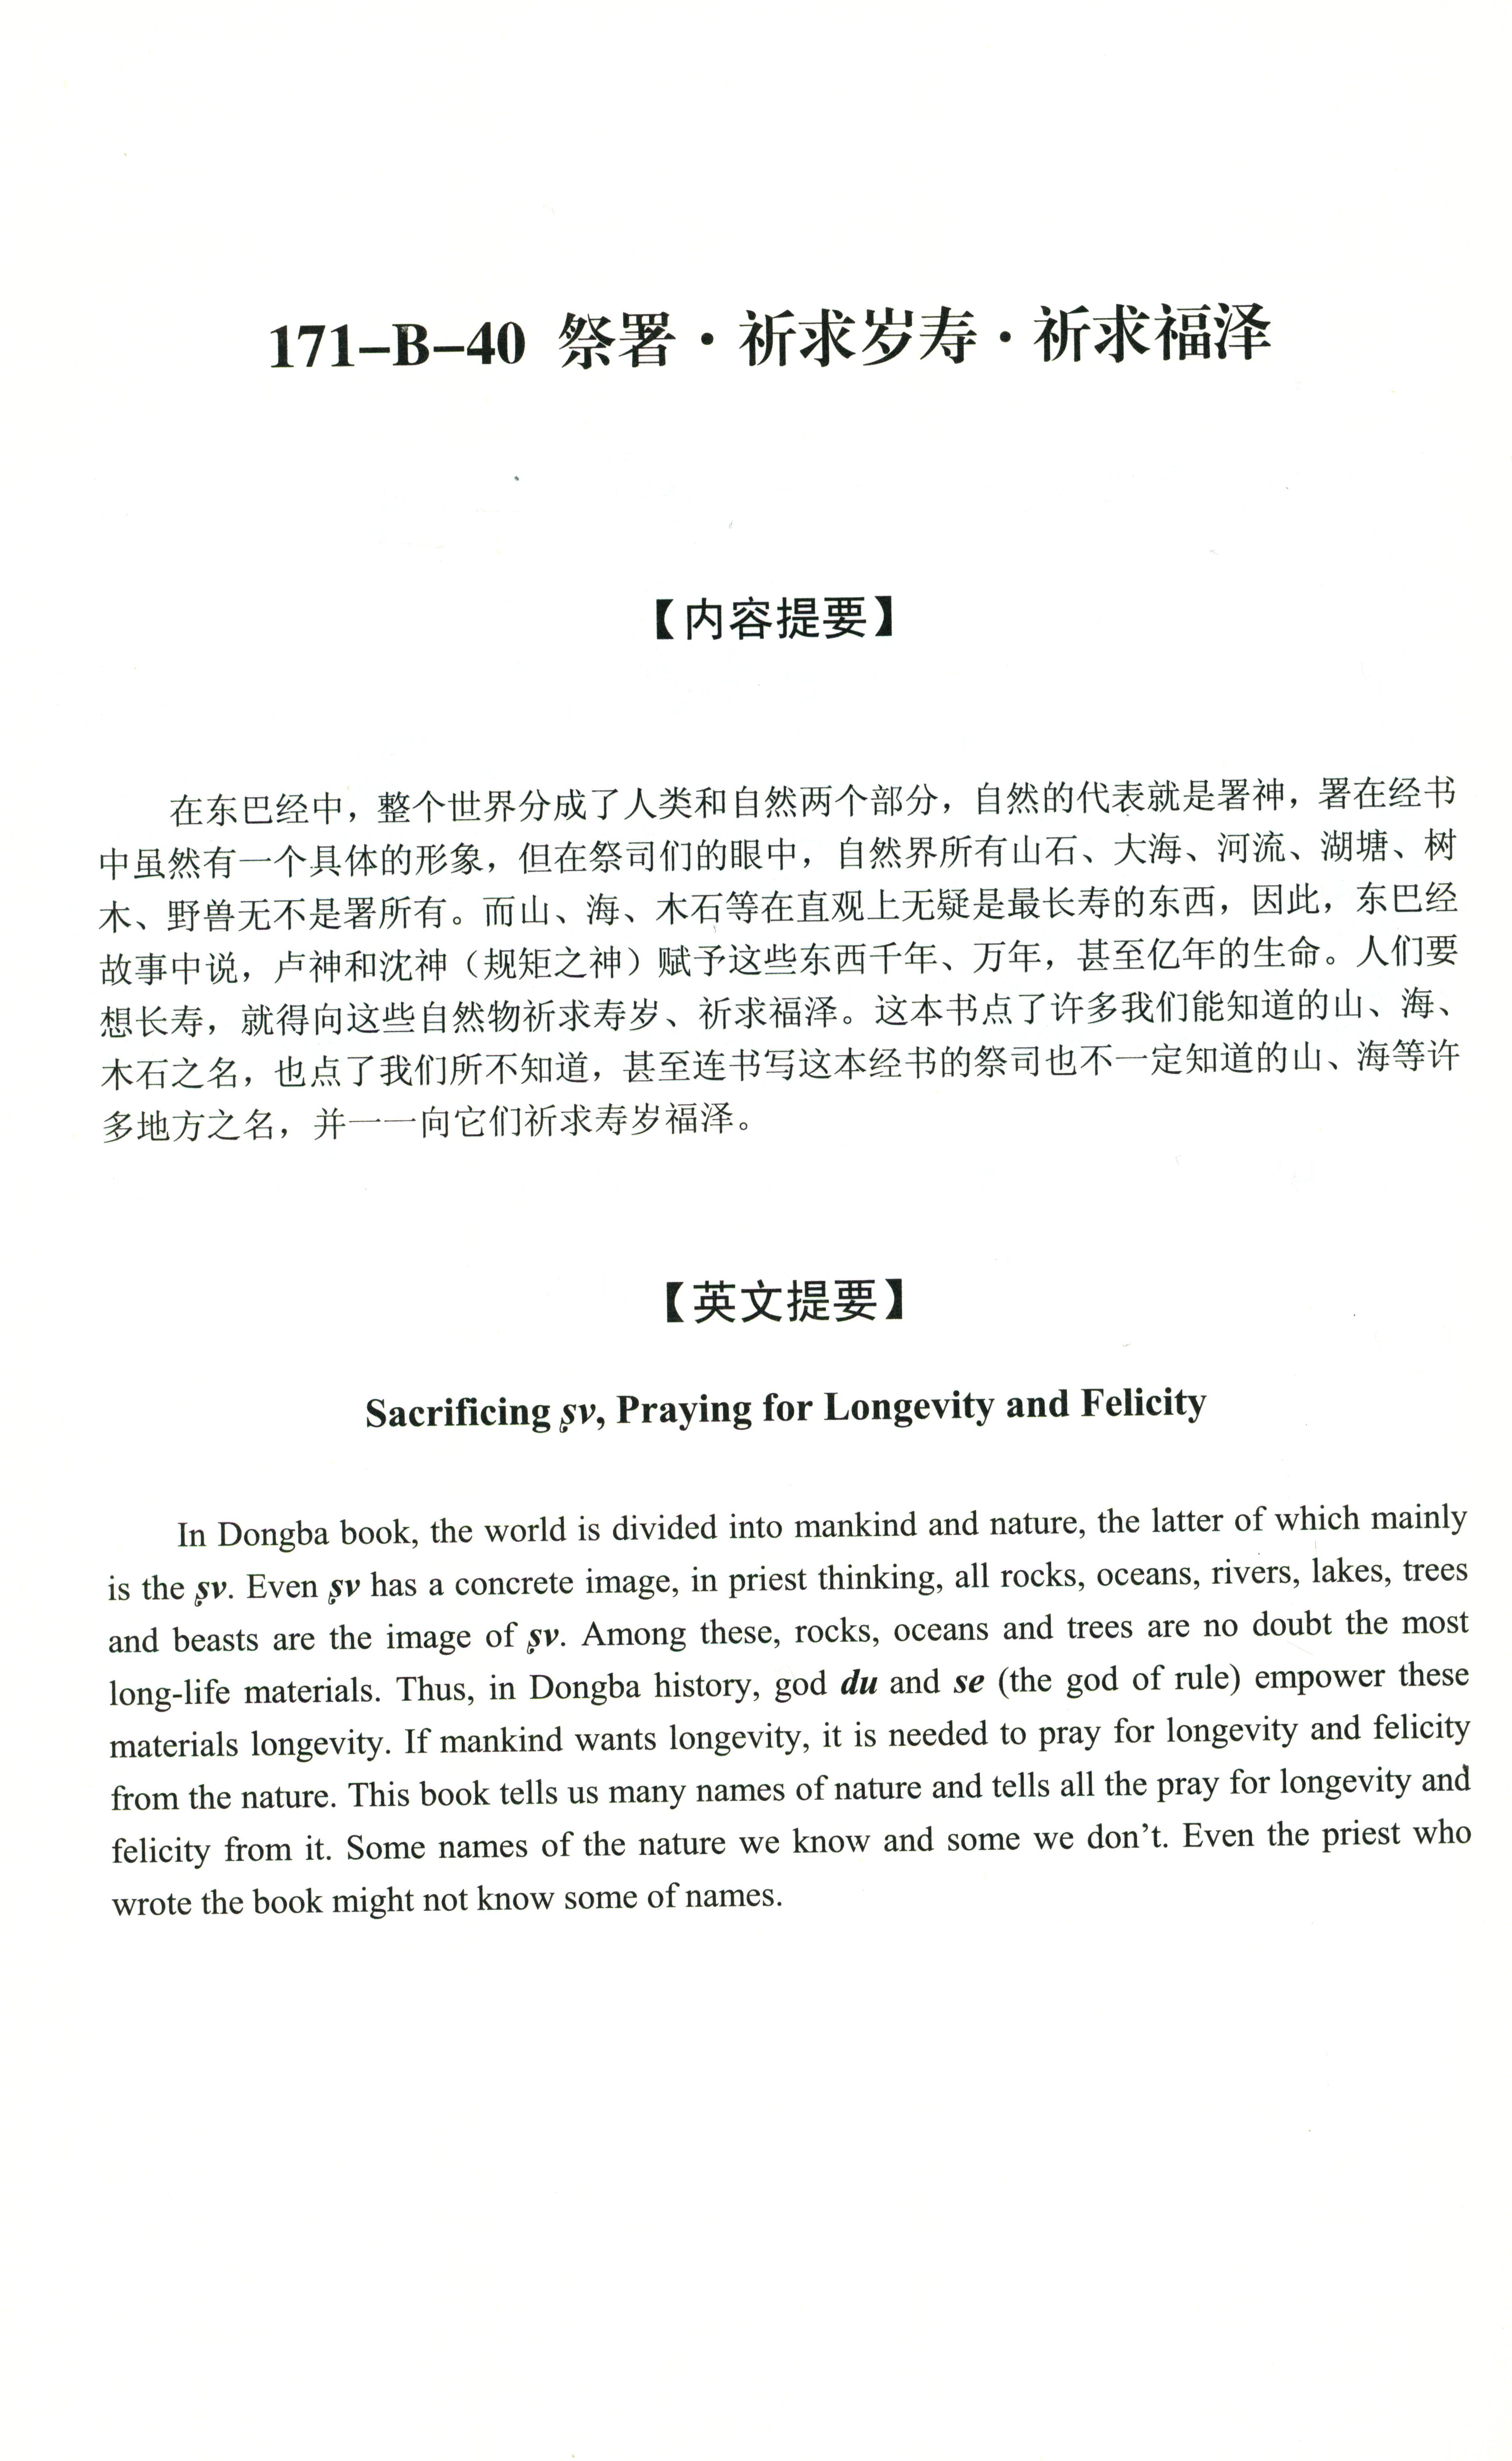 171–B–40 祭署·祈求岁寿·祈求福泽
【内容提要】
在东巴经中，整个世界分成了人类和自然两个部分，自然的代表就是署神，署在经书
中虽然有一个具体的形象，但在祭司们的眼中，自然界所有山石、大海、河流、湖塘、树
木、野兽无不是署所有。而山、海、木石等在直观上无疑是最长寿的东西，因此，东巴经
故事中说，卢神和沈神（规矩之神）赋予这些东西千年、万年，甚至亿年的生命。人们要
想长寿，就得向这些自然物祈求寿岁、祈求福泽。这本书点了许多我们能知道的山、海、
木石之名，也点了我们所不知道，甚至连书写这本经书的祭司也不一定知道的山、海等许
多地方之名，并一一向它们祈求寿岁福泽。
【英文提要】
Sacrificing ʂv, Praying for Longevity and Felicity
In Dongba book, the world is divided into mankind and nature, the latter of which mainly
is the ʂv. Even ʂv has a concrete image, in priest thinking, all rocks, oceans, rivers, lakes, trees
and beasts are the image of ʂv. Among these, rocks, oceans and trees are no doubt the most
long-life materials. Thus, in Dongba history, god du and se (the god of rule) empower these
materials longevity. If mankind wants longevity, it is needed to pray for longevity and felicity
from the nature. This book tells us many names of nature and tells all the pray for longevity and
felicity from it. Some names of the nature we know and some we don't. Even the priest who
wrote the book might not know some of names.